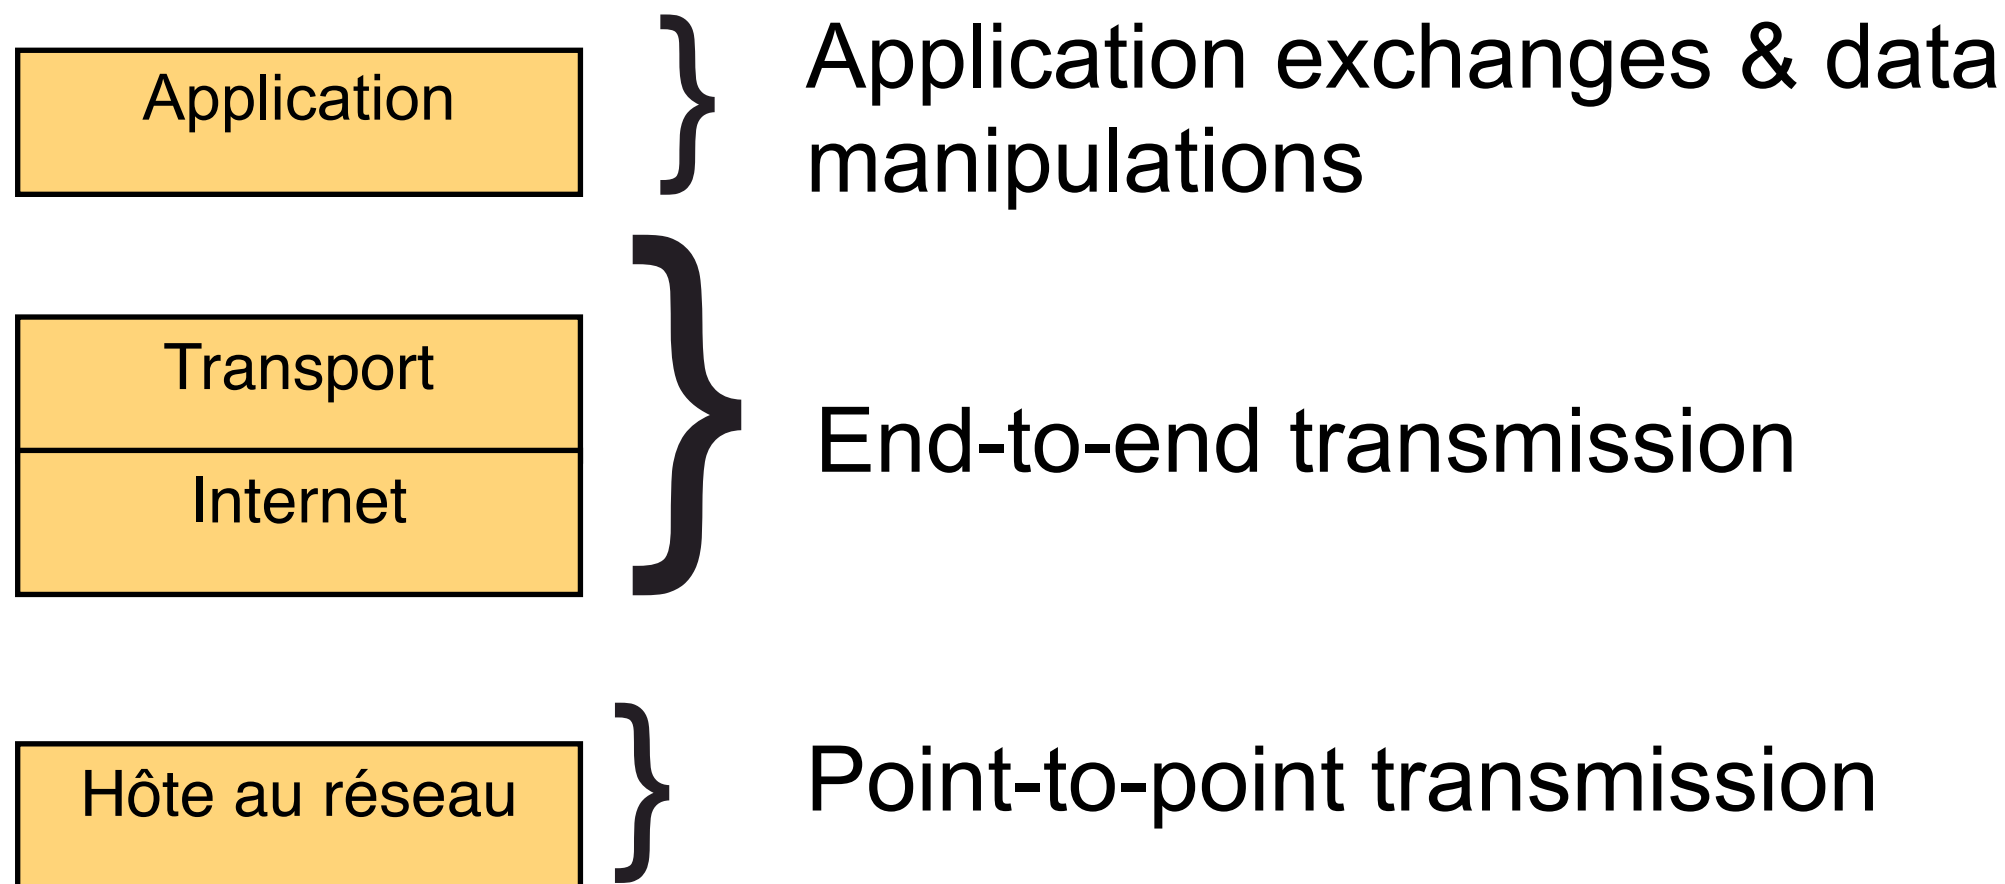 Application
Application exchanges & data
manipulations
Transport
Internet
End-to-end transmission
Hôte au réseau
Point-to-point transmission